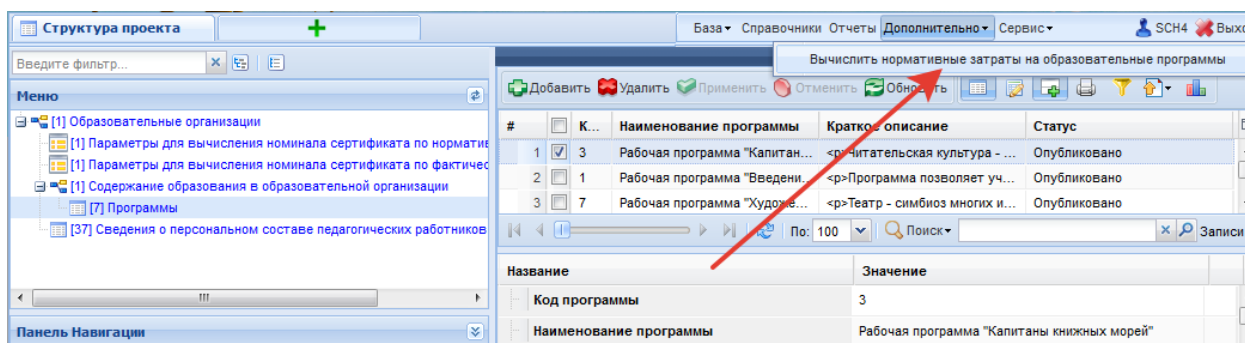 Структура проекта
База Справочники Отчеты Дополнительно Сервис SCH4 Выхо
Введите фильтр...
Вычислить нормативные затраты на образовательные программы
Меню
Добавить Удалить Применить Отменить Обновить
[1] Образовательные организации
[1] Параметры для вычисления номинала сертификата по норматив
[1] Параметры для вычисления номинала сертификата по фактичес
[1] Содержание образования в образовательной организации
[7] Программы
[37] Сведения о персональном составе педагогических работников
# К... Наименование программы Краткое описание Статус
1 3 Рабочая программа "Капитан... <p>Читательская культура - ... Опубликовано
2 1 Рабочая программа "Введени... <p>Программа позволяет уч... Опубликовано
3 7 Рабочая программа "Художе... <p>Театр - симбиоз многих и... Опубликовано
По: 100 Поиск Записи
Название Значение
Код программы 3
Наименование программы Рабочая программа "Капитаны книжных морей"
Панель Навигации